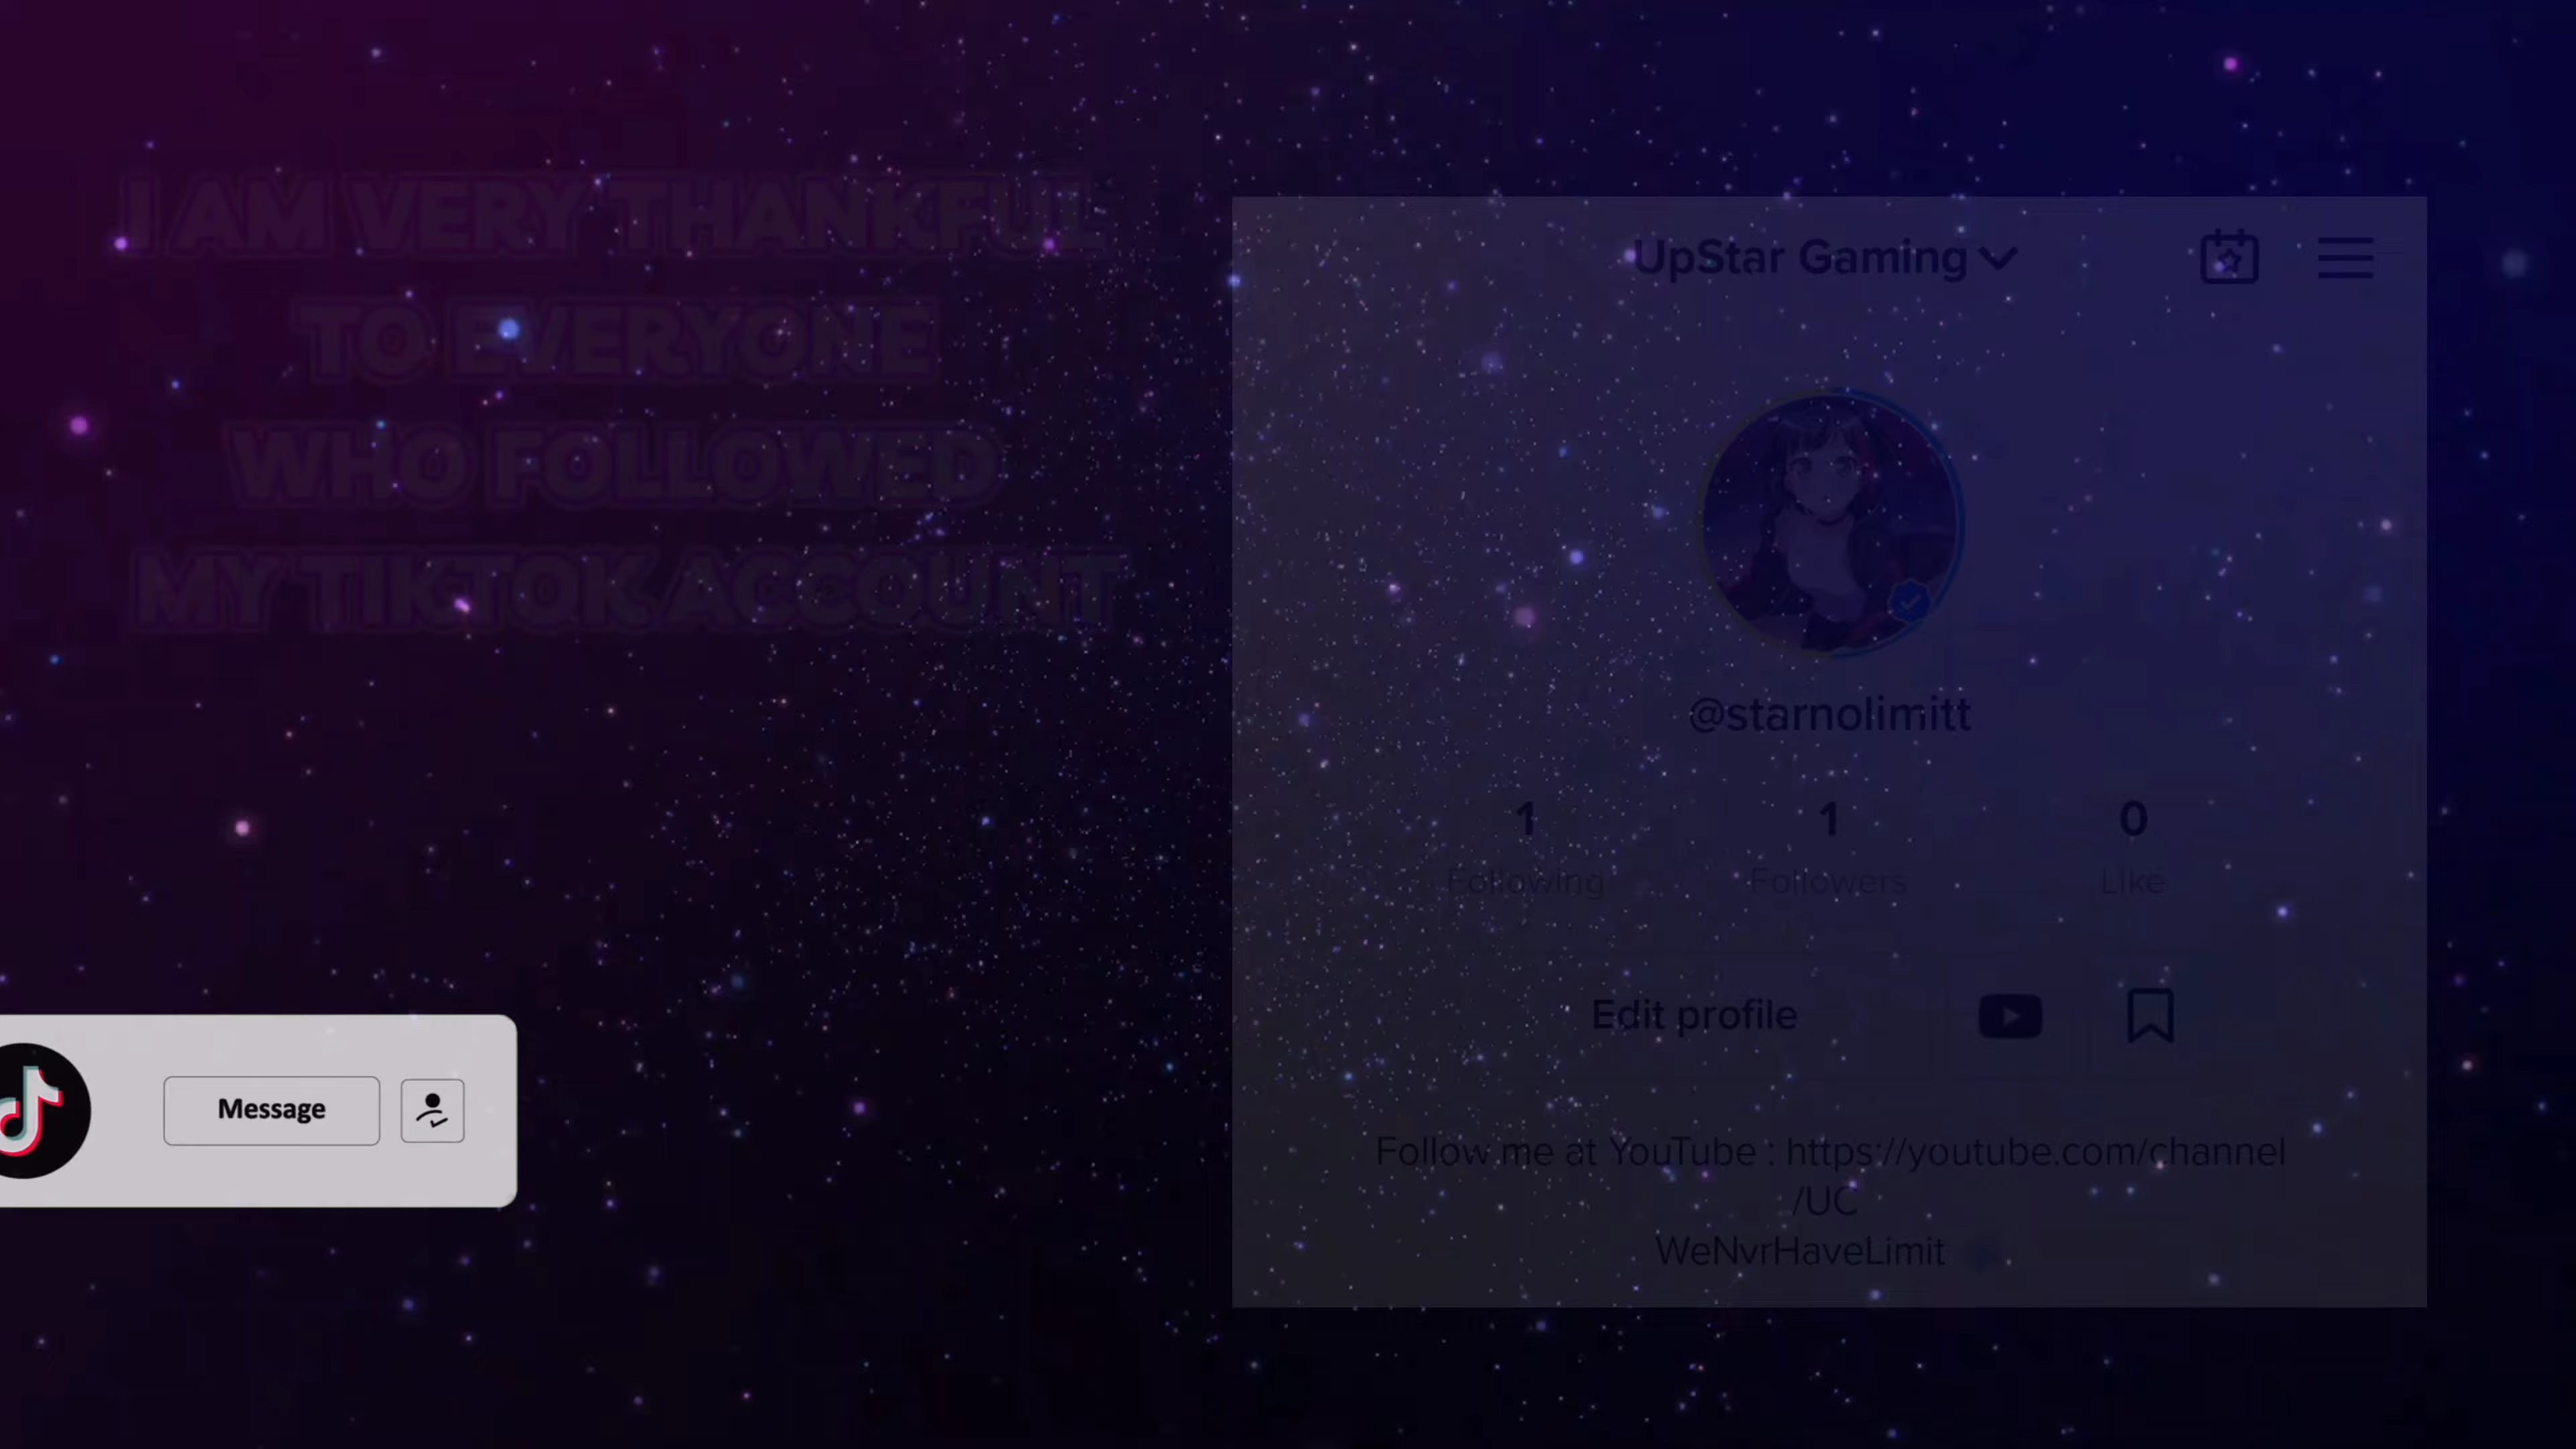 I AM VERY THANKFUL
TO EVERYONE
WHO FOLLOWED
MY TIKTOK ACCOUNT
Message
UpStar Gaming
@starnolimitt
1 1 0
Following Followers Like
Edit profile
Follow me at YouTube : https://youtube.com/channel
/UC
WeNvrHaveLimit